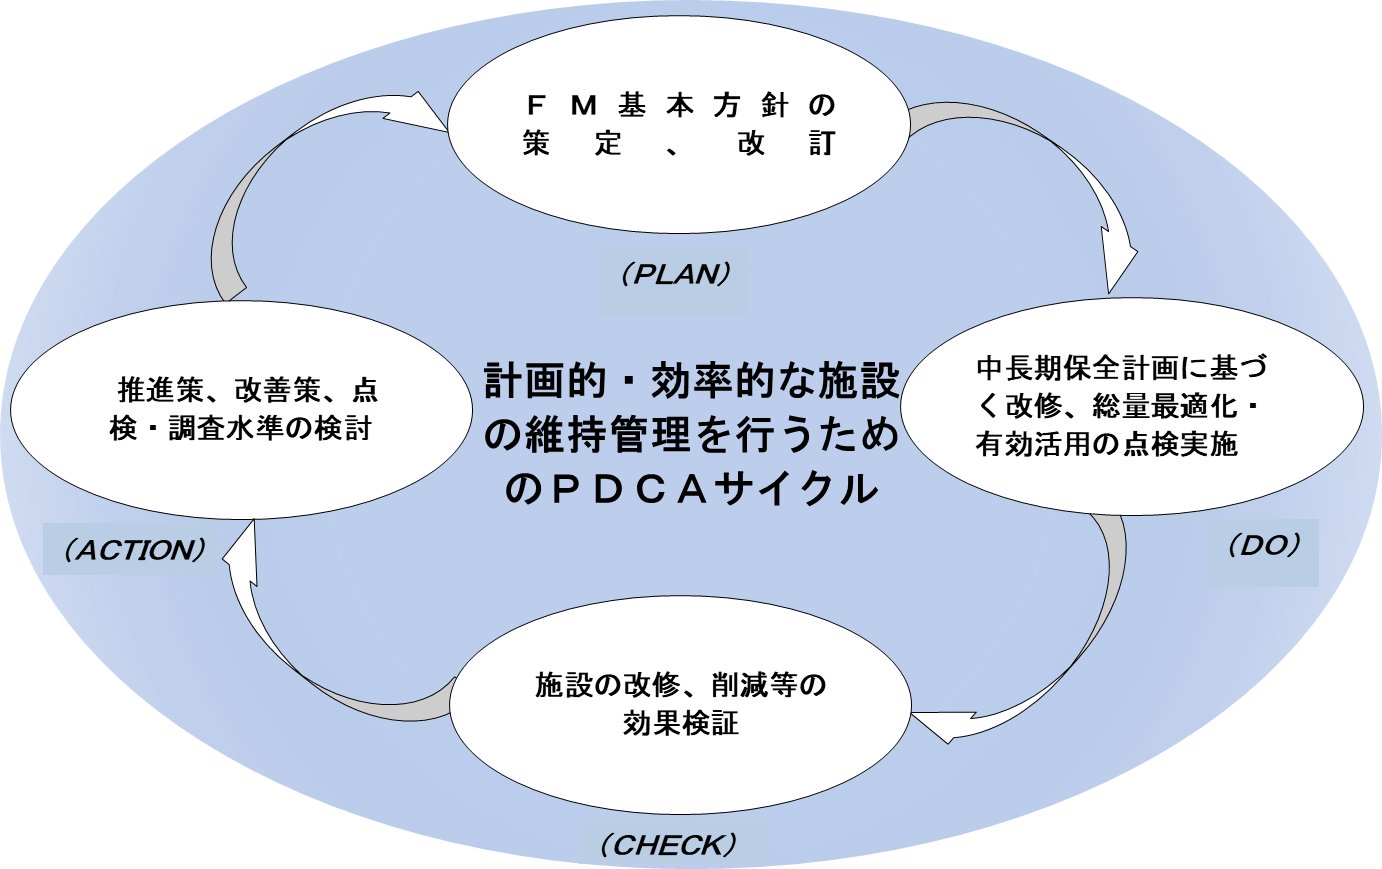 ＦＭ基本方針の
策定、改訂
（PLAN）
中長期保全計画に基づ
く改修、総量最適化・
有効活用の点検実施
（DO）
施設の改修、削減等の
効果検証
（CHECK）
推進策、改善策、点
検・調査水準の検討
（ACTION）
計画的・効率的な施設
の維持管理を行うため
のＰＤＣＡサイクル